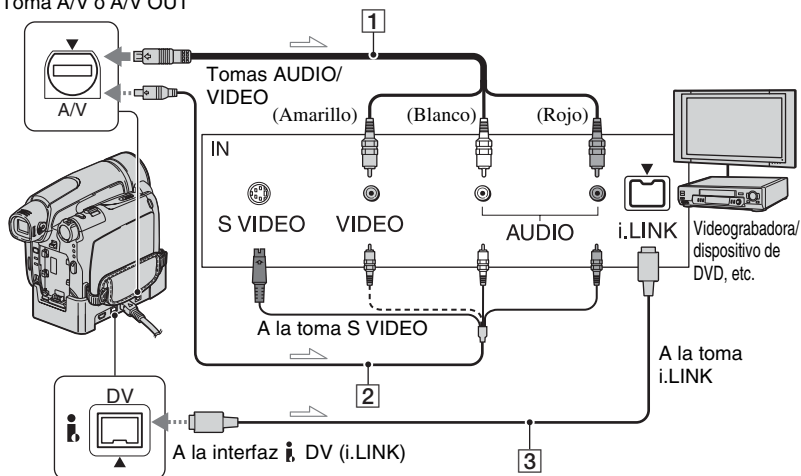 Toma A/V o A/V OUT
1
A/V
Tomas AUDIO/
VIDEO
(Amarillo)
(Blanco)
(Rojo)
IN
S VIDEO
VIDEO
AUDIO
i.LINK
Videograbadora/
dispositivo de
DVD, etc.
A la toma S VIDEO
2
A la toma
i.LINK
DV
i
A la interfaz i DV (i.LINK)
3